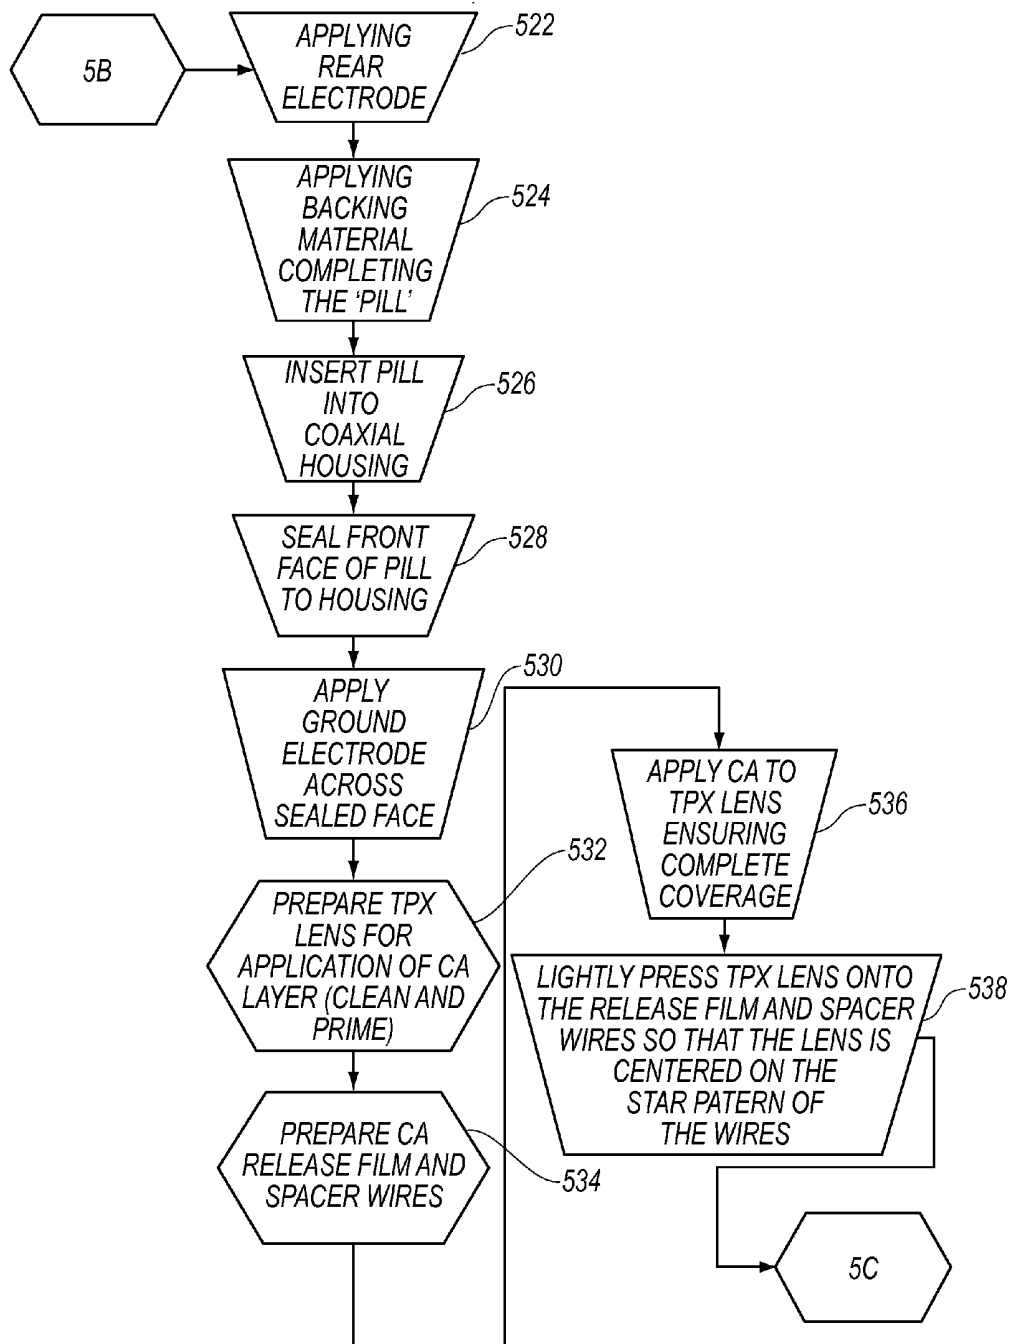 5B
APPLYING
REAR
ELECTRODE
522
APPLYING
BACKING
MATERIAL
COMPLETING
THE ‘PILL’
524
INSERT PILL
INTO
COAXIAL
HOUSING
526
SEAL FRONT
FACE OF PILL
TO HOUSING
528
APPLY
GROUND
ELECTRODE
ACROSS
SEALED FACE
530
PREPARE TPX
LENS FOR
APPLICATION OF CA
LAYER (CLEAN AND
PRIME)
532
PREPARE CA
RELEASE FILM AND
SPACER WIRES
534
APPLY CA TO
TPX LENS
ENSURING
COMPLETE
COVERAGE
536
LIGHTLY PRESS TPX LENS ONTO
THE RELEASE FILM AND SPACER
WIRES SO THAT THE LENS IS
CENTERED ON THE
STAR PATERN OF
THE WIRES
538
5C